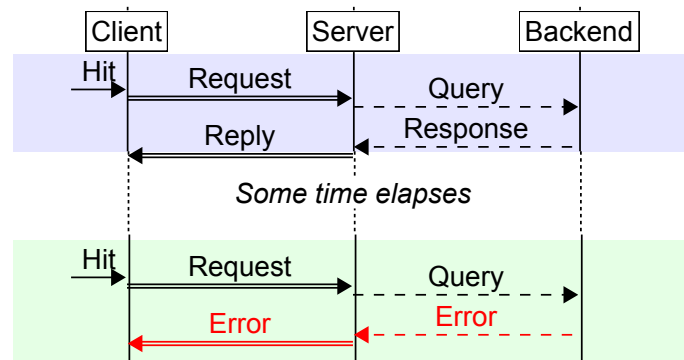 Client Server Backend
Hit Request Query
Reply Response
Some time elapses
Hit Request Query
Error Error